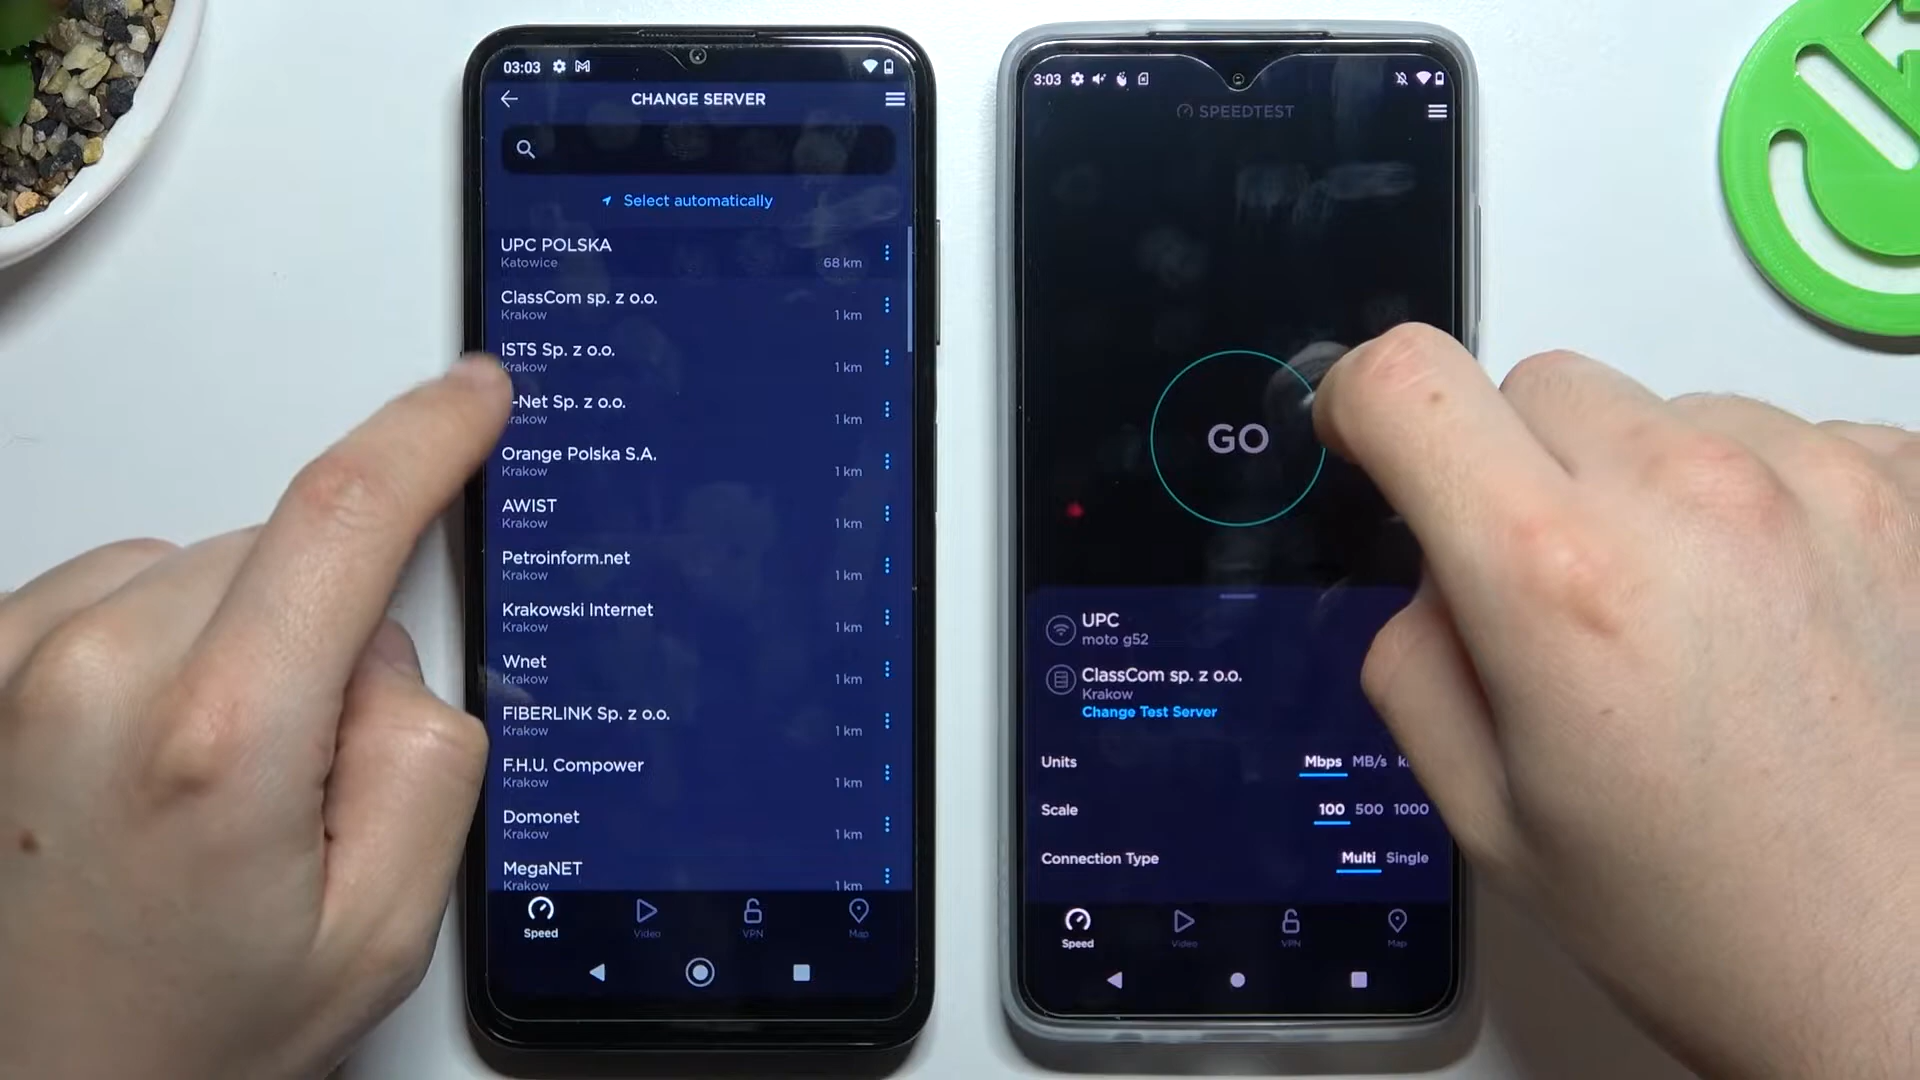 03:03
CHANGE SERVER
Select automatically
UPC POLSKA
Katowice 68 km
ClassCom sp. z o.o.
Krakow 1 km
ISTS Sp. z o.o.
Krakow 1 km
-Net Sp. z o.o.
Krakow 1 km
Orange Polska S.A.
Krakow 1 km
AWIST
Krakow 1 km
Petroinform.net
Krakow 1 km
Krakowski Internet
Krakow 1 km
Wnet
Krakow 1 km
FIBERLINK Sp. z o.o.
Krakow 1 km
F.H.U. Compower
Krakow 1 km
Domonet
Krakow 1 km
MegaNET
Krakow 1 km
Speed Video VPN Map
3:03
SPEEDTEST
GO
UPC
moto g52
ClassCom sp. z o.o.
Krakow
Change Test Server
Units Mbps MB/s
Scale 100 500 1000
Connection Type Multi Single
Speed Video VPN Map